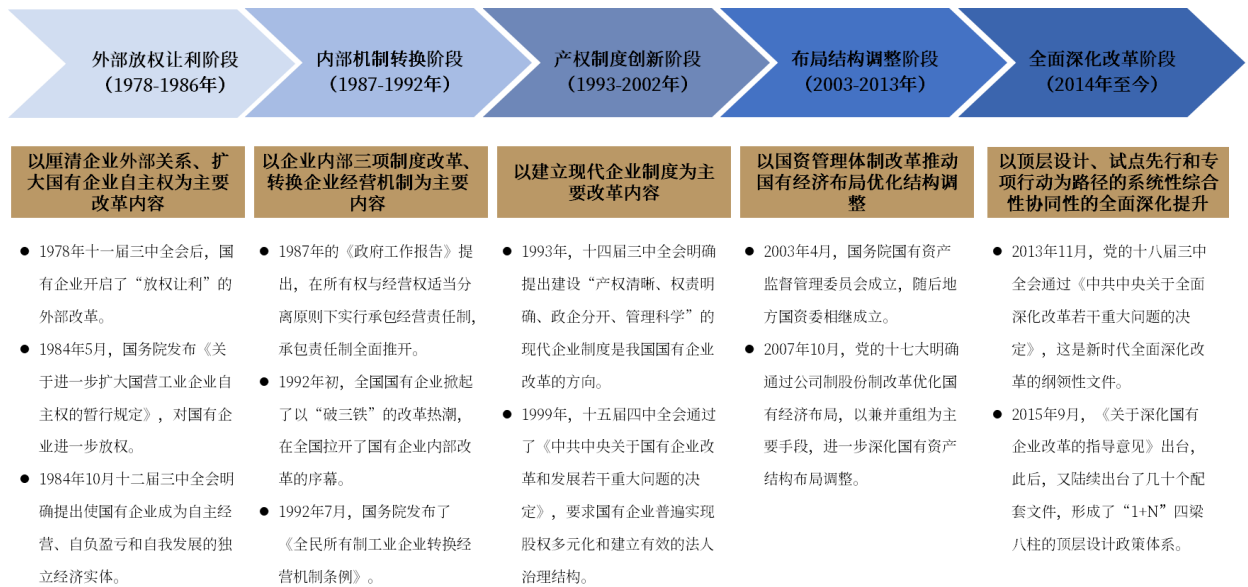 外部放权让利阶段
（1978-1986年）
内部机制转换阶段
（1987-1992年）
产权制度创新阶段
（1993-2002年）
布局结构调整阶段
（2003-2013年）
全面深化改革阶段
（2014年至今）
以厘清企业外部关系、扩
大国有企业自主权为主要
改革内容
以企业内部三项制度改革、
转换企业经营机制为主要
内容
以建立现代企业制度为主
要改革内容
以国资管理体制改革推动
国有经济布局优化结构调
整
以顶层设计、试点先行和专
项行动为路径的系统性综合
性协同性的全面深化提升
● 1978年十一届三中全会后，国
有企业开启了“放权让利”的
外部改革。
● 1984年5月，国务院发布《关
于进一步扩大国营工业企业自
主权的暂行规定》，对国有企
业进一步放权。
● 1984年10月十二届三中全会明
确提出使国有企业成为自主经
营、自负盈亏和自我发展的独
立经济实体。
● 1987年的《政府工作报告》提
出，在所有权与经营权适当分
离原则下实行承包经营责任制，
承包责任制全面推开。
● 1992年初，全国国有企业掀起
了以“破三铁”的改革热潮，
在全国拉开了国有企业内部改
革的序幕。
● 1992年7月，国务院发布了
《全民所有制工业企业转换经
营机制条例》。
● 1993年，十四届三中全会明确
提出建设“产权清晰、权责明
确、政企分开、管理科学”的
现代企业制度是我国国有企业
改革的方向。
● 1999年，十五届四中全会通过
了《中共中央关于国有企业改
革和发展若干重大问题的决
定》，要求国有企业普遍实现
股权多元化和建立有效的法人
治理结构。
● 2003年4月，国务院国有资产
监督管理委员会成立，随后地
方国资委相继成立。
● 2007年10月，党的十七大明确
通过公司制股份制改革优化国
有经济布局，以兼并重组为主
要手段，进一步深化国有资产
结构布局调整。
● 2013年11月，党的十八届三中
全会通过《中共中央关于全面
深化改革若干重大问题的决
定》，这是新时代全面深化改
革的纲领性文件。
● 2015年9月，《关于深化国有
企业改革的指导意见》出台，
此后，又陆续出台了几十个配
套文件，形成了“1+N”四梁
八柱的顶层设计政策体系。